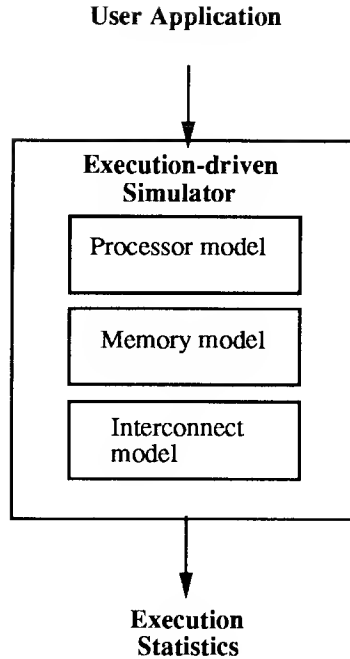 User Application
Execution-driven
Simulator
Processor model
Memory model
Interconnect
model
Execution
Statistics